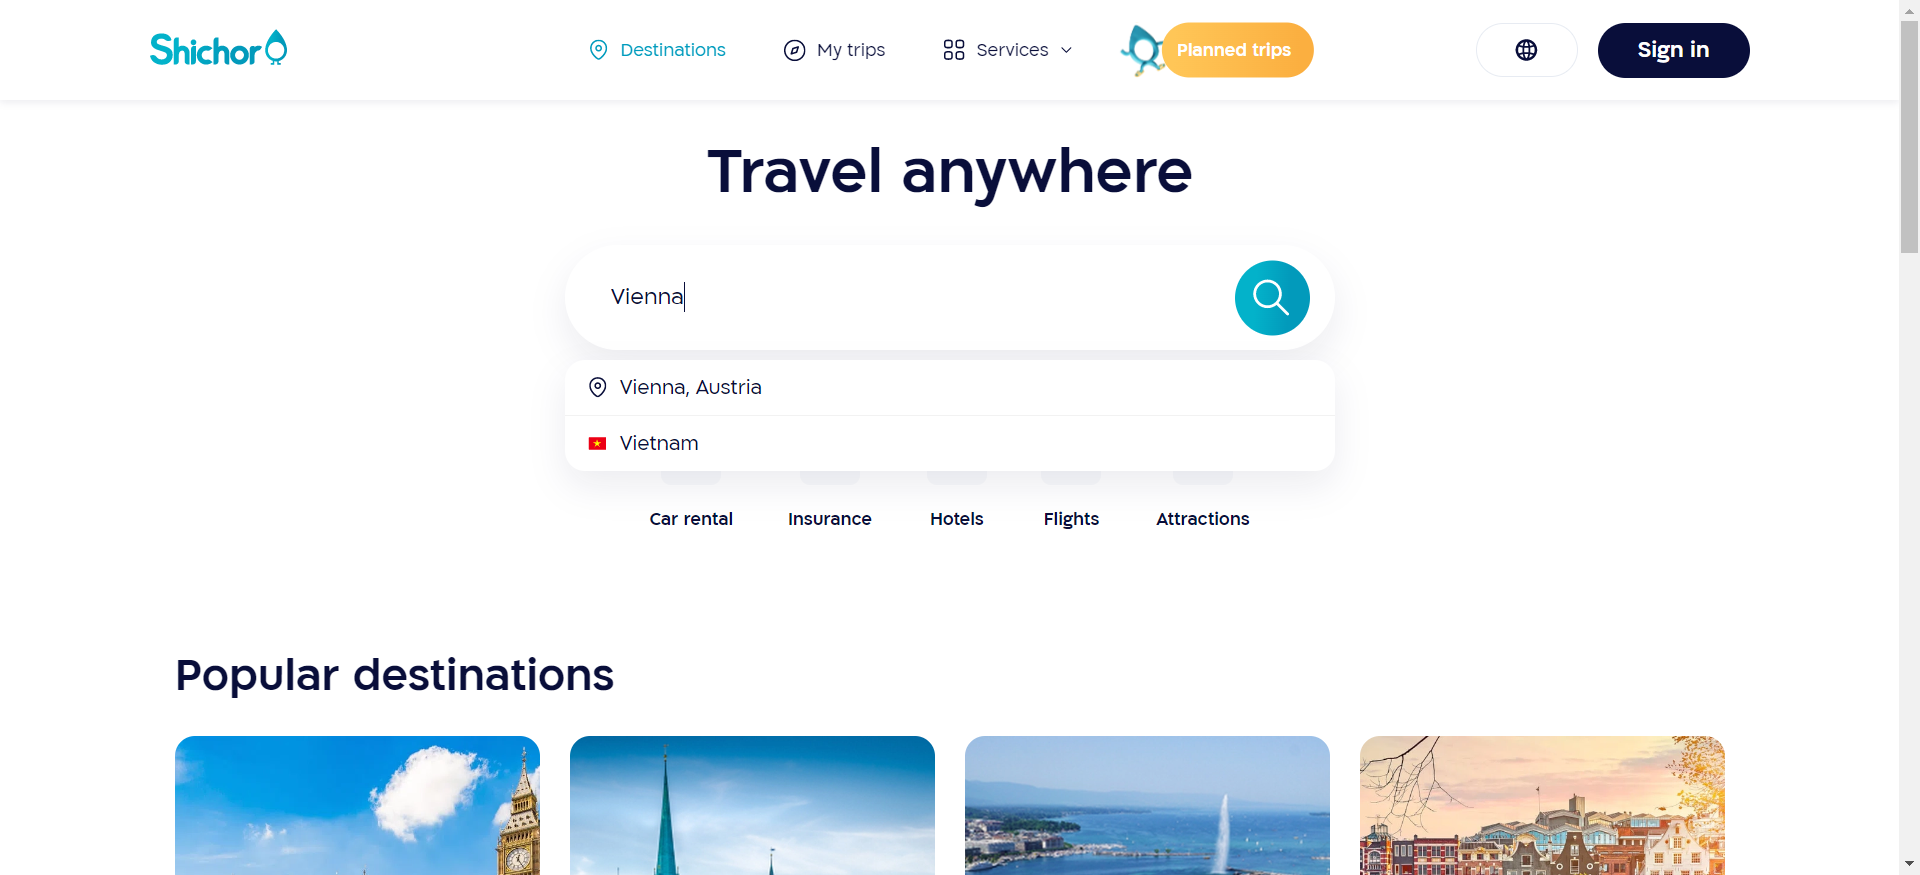 Shichor
Destinations
My trips
Services
Planned trips
Sign in
Travel anywhere
Vienna
Vienna, Austria
Vietnam
Car rental
Insurance
Hotels
Flights
Attractions
Popular destinations